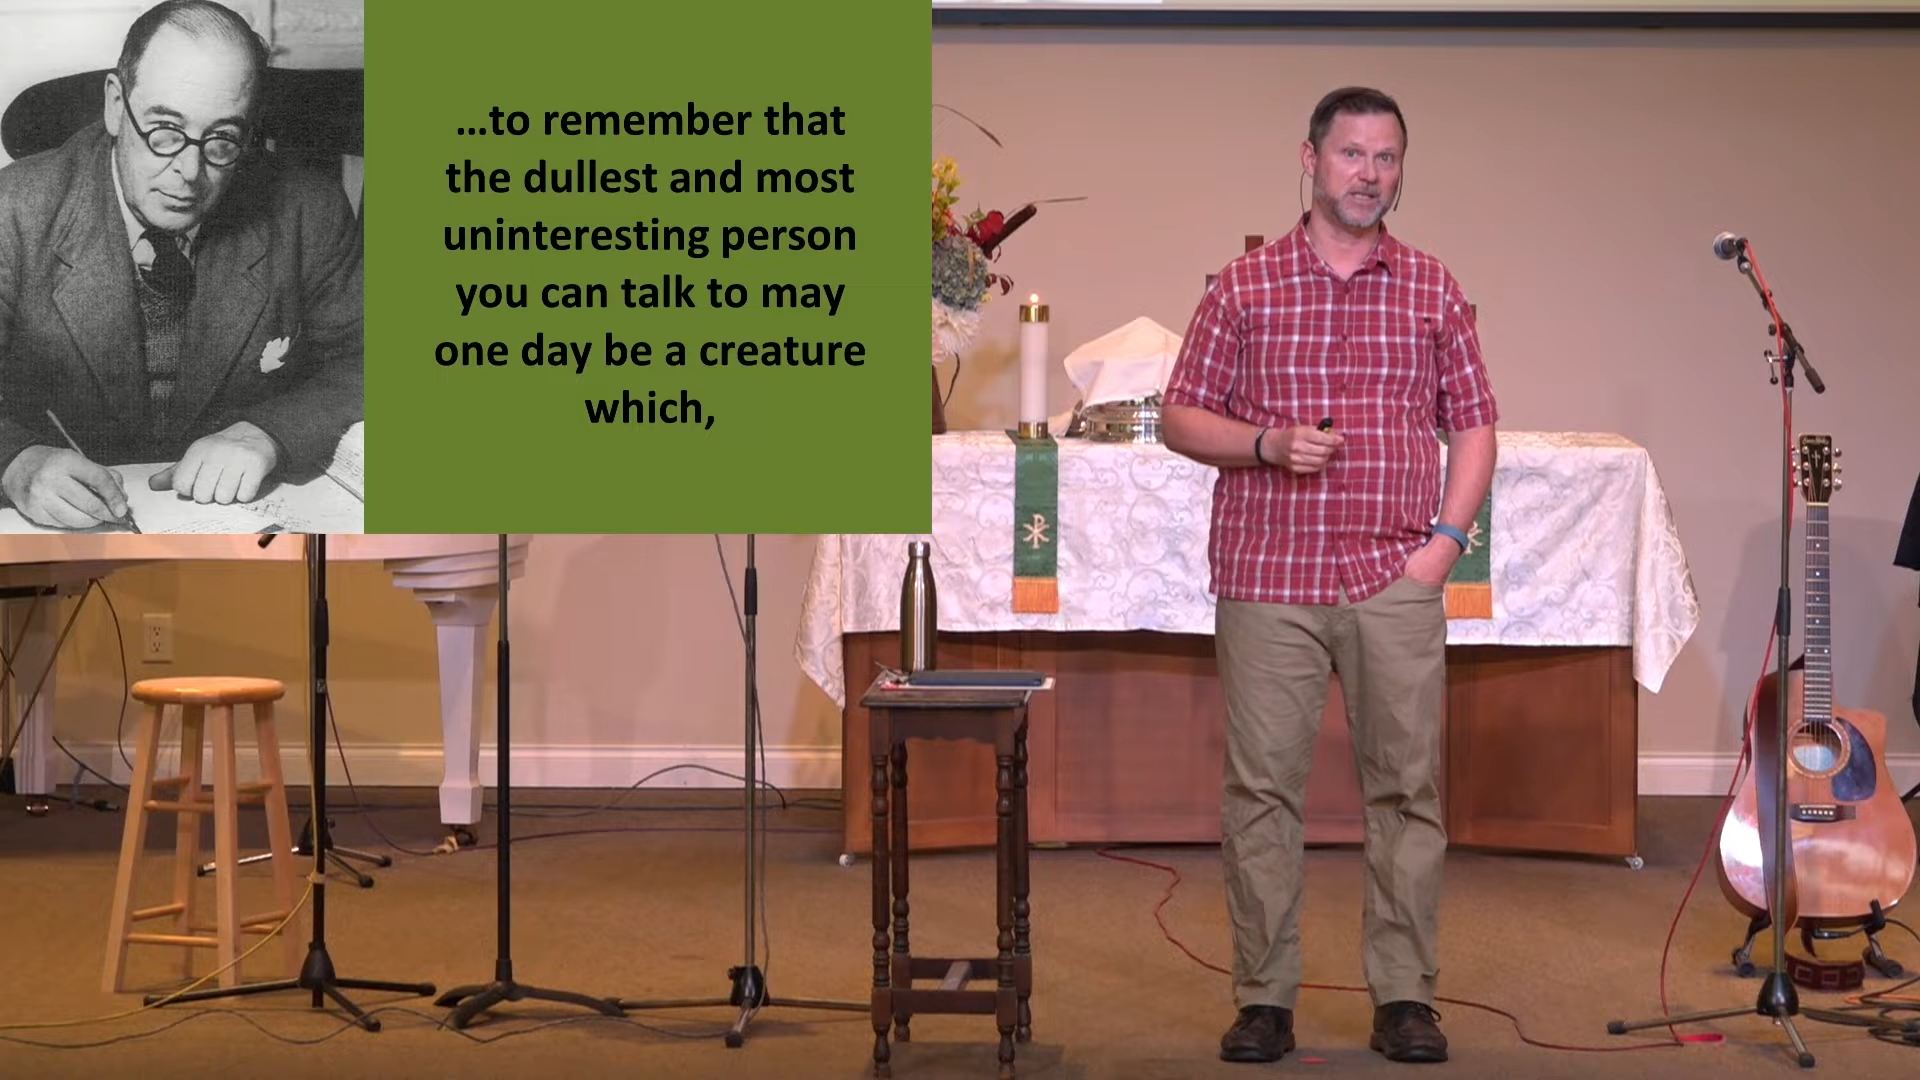 …to remember that
the dullest and most
uninteresting person
you can talk to may
one day be a creature
which,